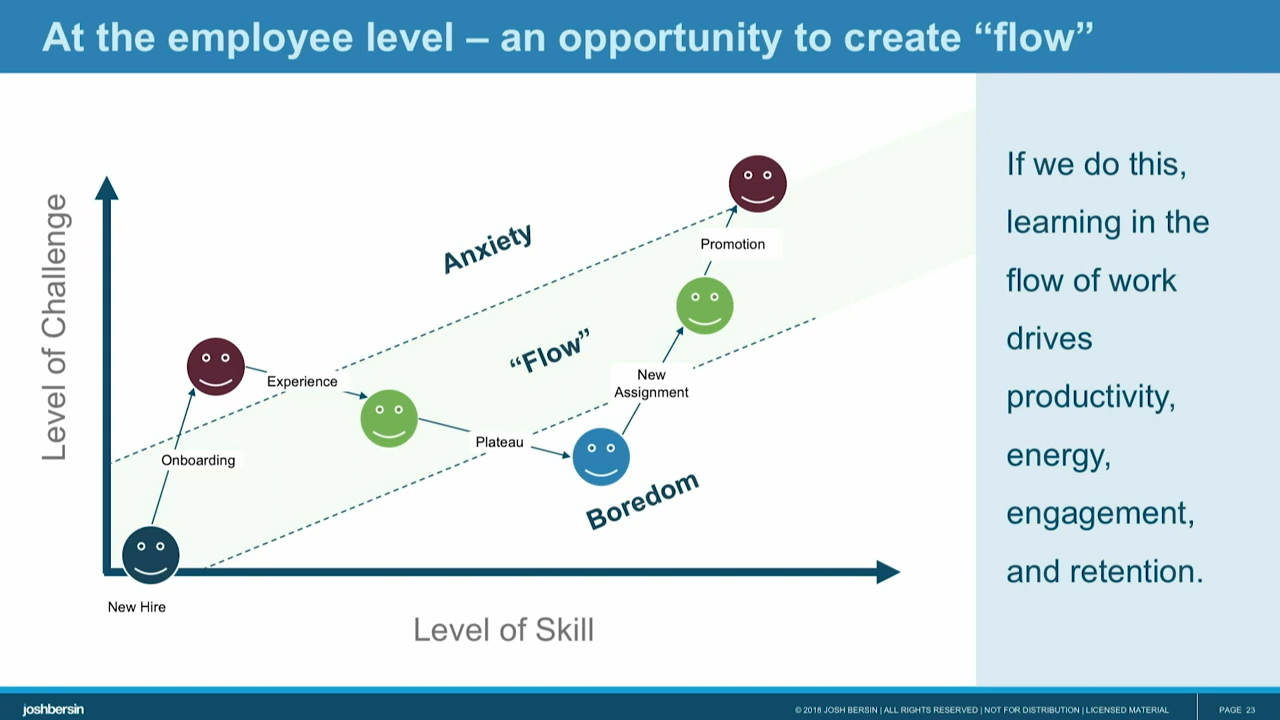 At the employee level – an opportunity to create “flow”
Level of Challenge
Anxiety
“Flow”
Boredom
Promotion
Experience
New
Assignment
Plateau
Onboarding
New Hire
Level of Skill
If we do this,
learning in the
flow of work
drives
productivity,
energy,
engagement,
and retention.
joshbersin
© 2018 JOSH BERSIN | ALL RIGHTS RESERVED | NOT FOR DISTRIBUTION | LICENSED MATERIAL
PAGE 23